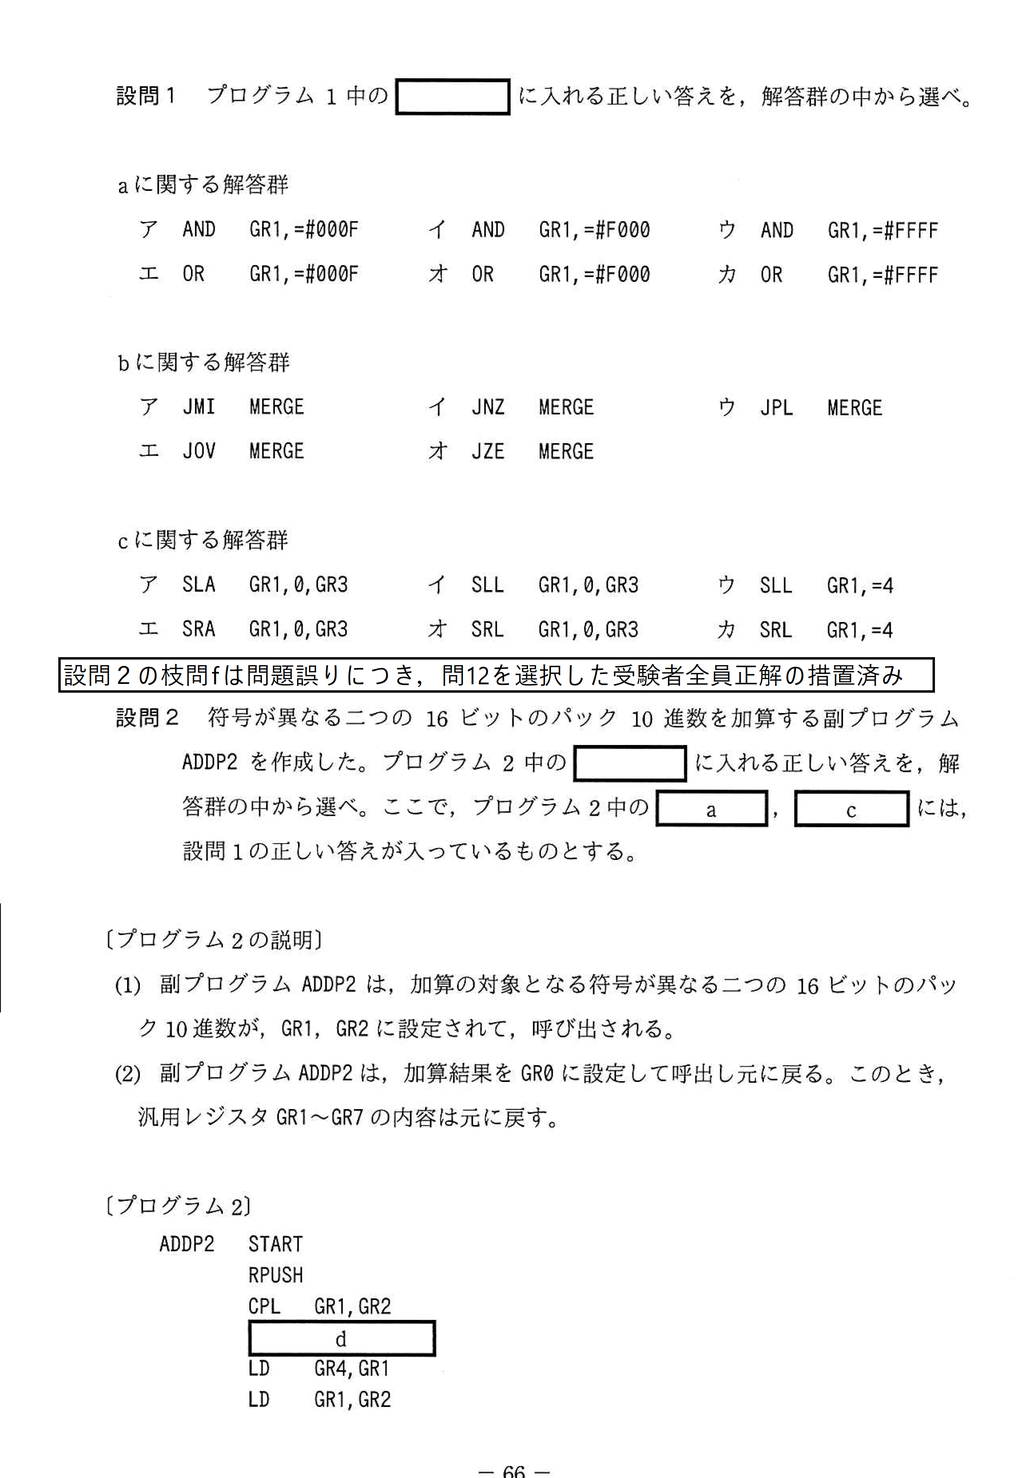 設問1 プログラム 1 中の に入れる正しい答えを，解答群の中から選べ。
aに関する解答群
ア AND GR1,=#000F イ AND GR1,=#F000 ウ AND GR1,=#FFFF
エ OR GR1,=#000F オ OR GR1,=#F000 カ OR GR1,=#FFFF
bに関する解答群
ア JMI MERGE イ JNZ MERGE ウ JPL MERGE
エ JOV MERGE オ JZE MERGE
cに関する解答群
ア SLA GR1,0,GR3 イ SLL GR1,0,GR3 ウ SLL GR1,=4
エ SRA GR1,0,GR3 オ SRL GR1,0,GR3 カ SRL GR1,=4
設問２の枝問fは問題誤りにつき，問12を選択した受験者全員正解の措置済み
設問2 符号が異なる二つの 16 ビットのパック 10 進数を加算する副プログラム
ADDP2 を作成した。プログラム 2 中の に入れる正しい答えを，解
答群の中から選べ。ここで，プログラム 2 中の a ， c には，
設問 1 の正しい答えが入っているものとする。
〔プログラム 2 の説明〕
(1) 副プログラム ADDP2 は，加算の対象となる符号が異なる二つの 16 ビットのパッ
ク 10 進数が，GR1，GR2 に設定されて，呼び出される。
(2) 副プログラム ADDP2 は，加算結果を GR0 に設定して呼出し元に戻る。このとき，
汎用レジスタ GR1～GR7 の内容は元に戻す。
〔プログラム 2〕
ADDP2 START
RPUSH
CPL GR1,GR2
d
LD GR4,GR1
LD GR1,GR2
－ 66 －